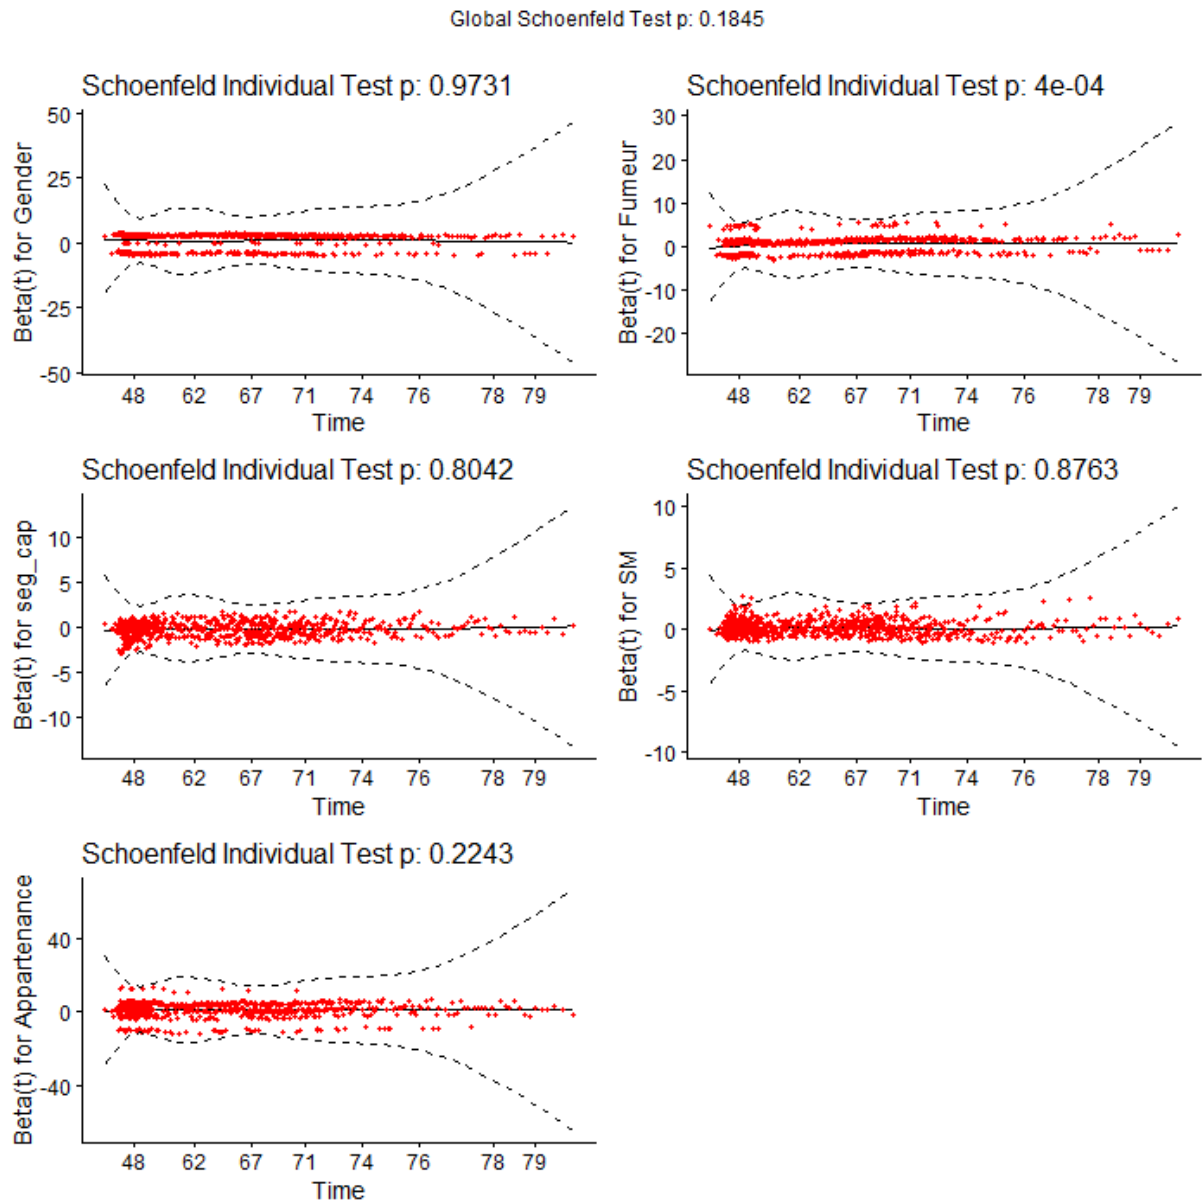 Global Schoenfeld Test p: 0.1845
Schoenfeld Individual Test p: 0.9731
Beta(t) for Gender
50
25
0
-25
-50
48 62 67 71 74 76 78 79
Time
Schoenfeld Individual Test p: 4e-04
Beta(t) for Fumeur
30
20
10
0
-10
-20
48 62 67 71 74 76 78 79
Time
Schoenfeld Individual Test p: 0.8042
Beta(t) for seg_cap
10
5
0
-5
-10
48 62 67 71 74 76 78 79
Time
Schoenfeld Individual Test p: 0.8763
Beta(t) for SM
10
5
0
-5
-10
48 62 67 71 74 76 78 79
Time
Schoenfeld Individual Test p: 0.2243
Beta(t) for Appartenance
40
0
-40
48 62 67 71 74 76 78 79
Time